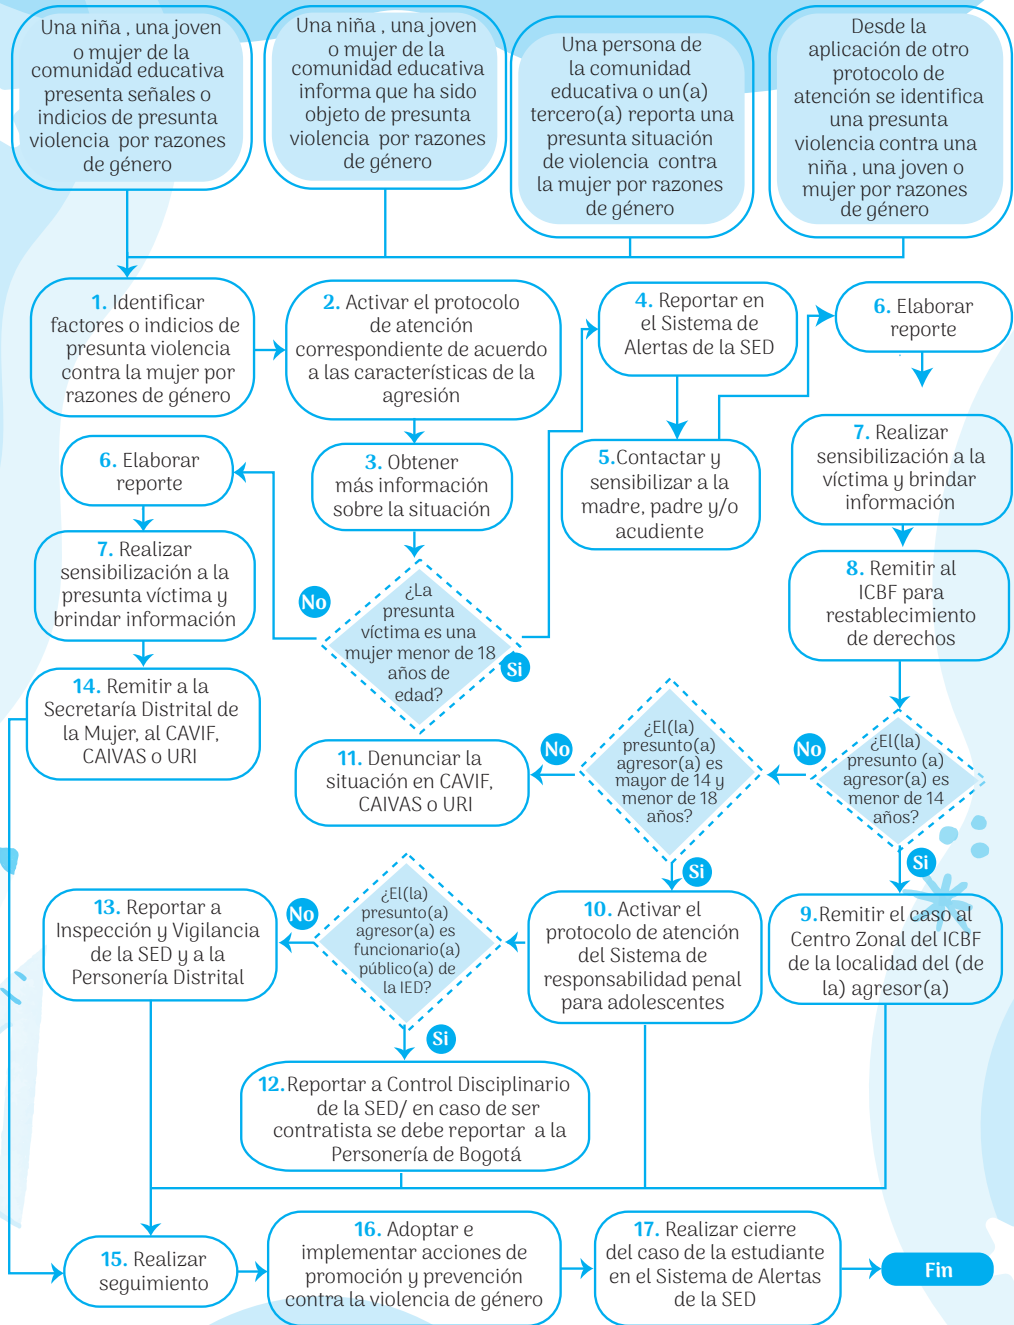 Una niña , una joven
o mujer de la
comunidad educativa
presenta señales o
indicios de presunta
violencia por razones
de género
Una niña , una joven
o mujer de la
comunidad educativa
informa que ha sido
objeto de presunta
violencia por razones
de género
Una persona de
la comunidad
educativa o un(a)
tercero(a) reporta una
presunta situación
de violencia contra
la mujer por razones
de género
Desde la
aplicación de otro
protocolo de
atención se identifica
una presunta
violencia contra una
niña , una joven o
mujer por razones
de género
1. Identificar
factores o indicios de
presunta violencia
contra la mujer por
razones de género
2. Activar el protocolo
de atención
correspondiente de acuerdo
a las características de la
agresión
4. Reportar en
el Sistema de
Alertas de la SED
6. Elaborar
reporte
6. Elaborar
reporte
3. Obtener
más información
sobre la situación
5.Contactar y
sensibilizar a la
madre, padre y/o
acudiente
7. Realizar
sensibilización a la
víctima y brindar
información
7. Realizar
sensibilización a la
presunta víctima y
brindar información
No
¿La
presunta
víctima es una
mujer menor de 18
años de
edad?
Si
8. Remitir al
ICBF para
restablecimiento
de derechos
14. Remitir a la
Secretaría Distrital de
la Mujer, al CAVIF,
CAIVAS o URI
11. Denunciar la
situación en CAVIF,
CAIVAS o URI
No
¿El(la)
presunto(a)
agresor(a) es
mayor de 14 y
menor de 18
años?
No
¿El(la)
presunto (a)
agresor(a) es
menor de 14
años?
Si
Si
13. Reportar a
Inspección y Vigilancia
de la SED y a la
Personería Distrital
No
¿El(la)
presunto(a)
agresor(a) es
funcionario(a)
público(a) de
la IED?
Si
10. Activar el
protocolo de atención
del Sistema de
responsabilidad penal
para adolescentes
9.Remitir el caso al
Centro Zonal del ICBF
de la localidad del (de
la) agresor(a)
12.Reportar a Control Disciplinario
de la SED/ en caso de ser
contratista se debe reportar a la
Personería de Bogotá
15. Realizar
seguimiento
16. Adoptar e
implementar acciones de
promoción y prevención
contra la violencia de género
17. Realizar cierre
del caso de la estudiante
en el Sistema de Alertas
de la SED
Fin